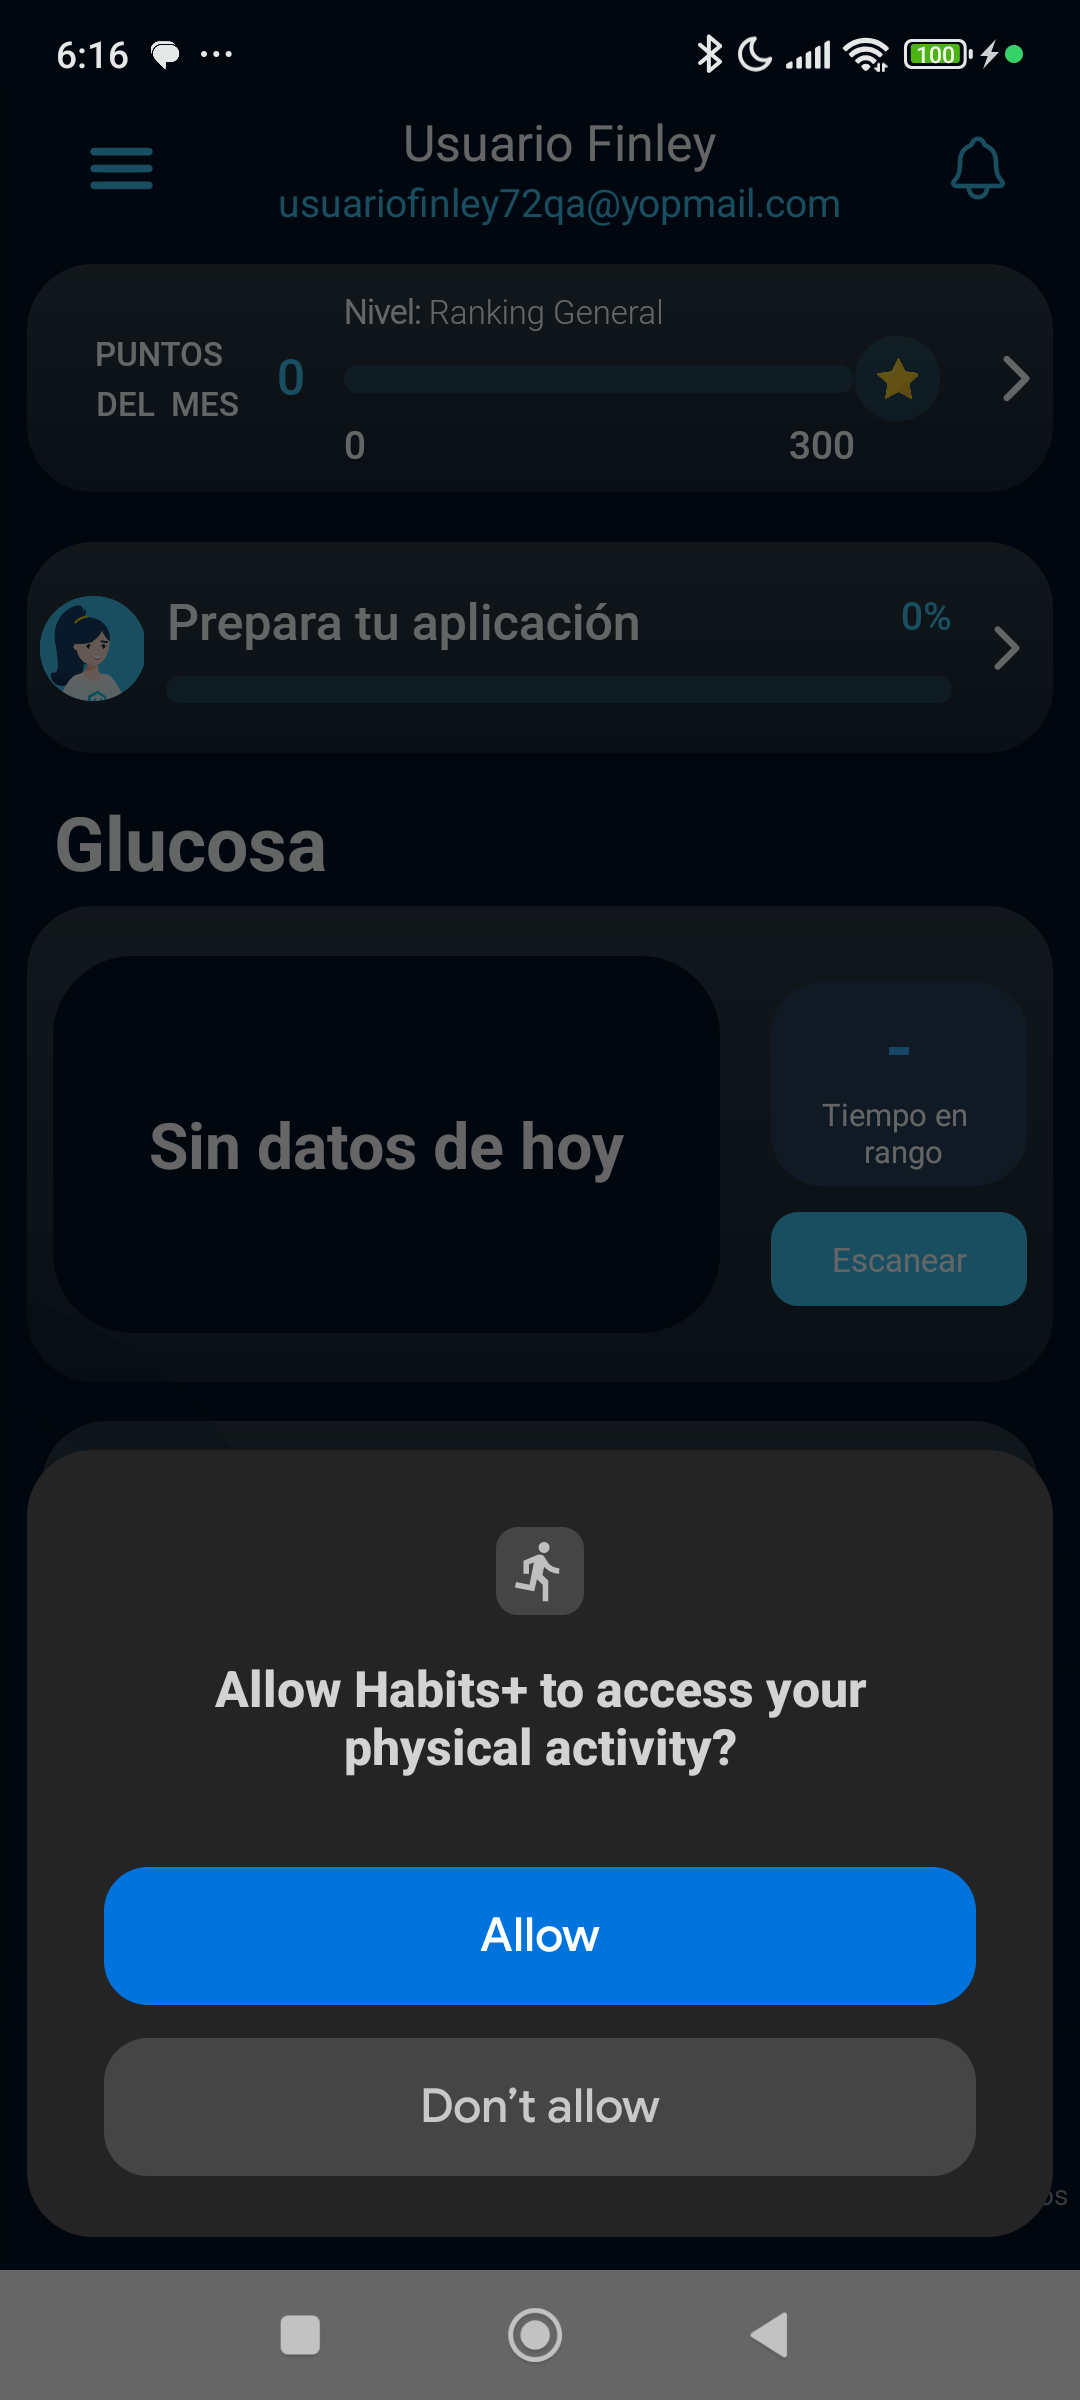 6:16
100
Usuario Finley
usuariofinley72qa@yopmail.com
Nivel: Ranking General
PUNTOS
DEL MES
0
0
300
Prepara tu aplicación
0%
Glucosa
Sin datos de hoy
-
Tiempo en
rango
Escanear
Allow Habits+ to access your
physical activity?
Allow
Don’t allow